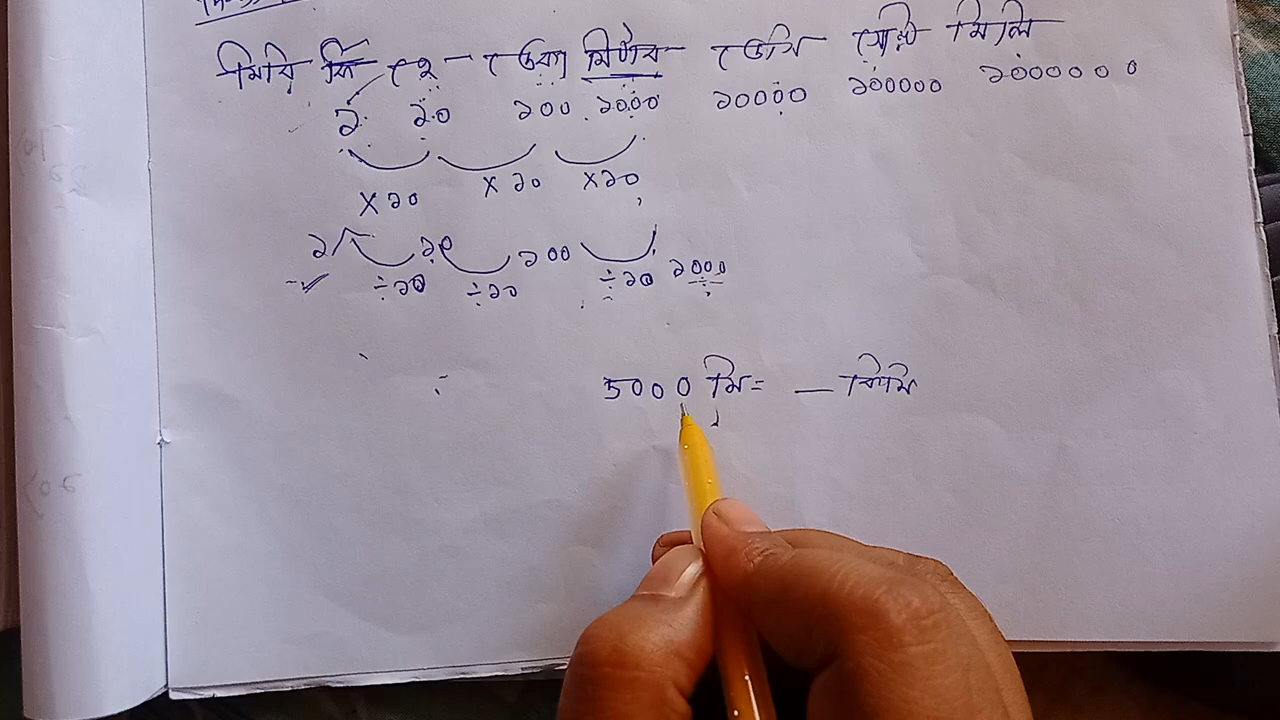 কি হে – ডেকা মিটার ডেসি সেন্টি মিলি
১ ১০ ১০০ ১০০০ ১০০০০ ১০০০০০ ১০০০০০০
×১০ ×১০ ×১০
১ ১০ ১০০ ১০০০
÷১০ ÷১০ ÷১০
5000 মি = — কিমি